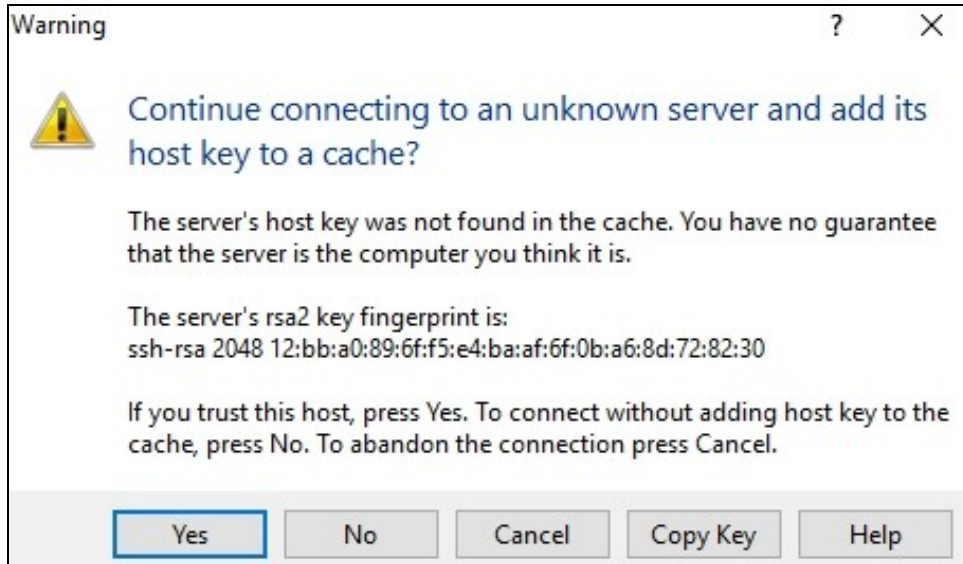 Warning
?
Continue connecting to an unknown server and add its
host key to a cache?
The server's host key was not found in the cache. You have no guarantee
that the server is the computer you think it is.
The server's rsa2 key fingerprint is:
ssh-rsa 2048 12:bb:a0:89:6f:f5:e4:ba:af:6f:0b:a6:8d:72:82:30
If you trust this host, press Yes. To connect without adding host key to the
cache, press No. To abandon the connection press Cancel.
Yes No Cancel Copy Key Help